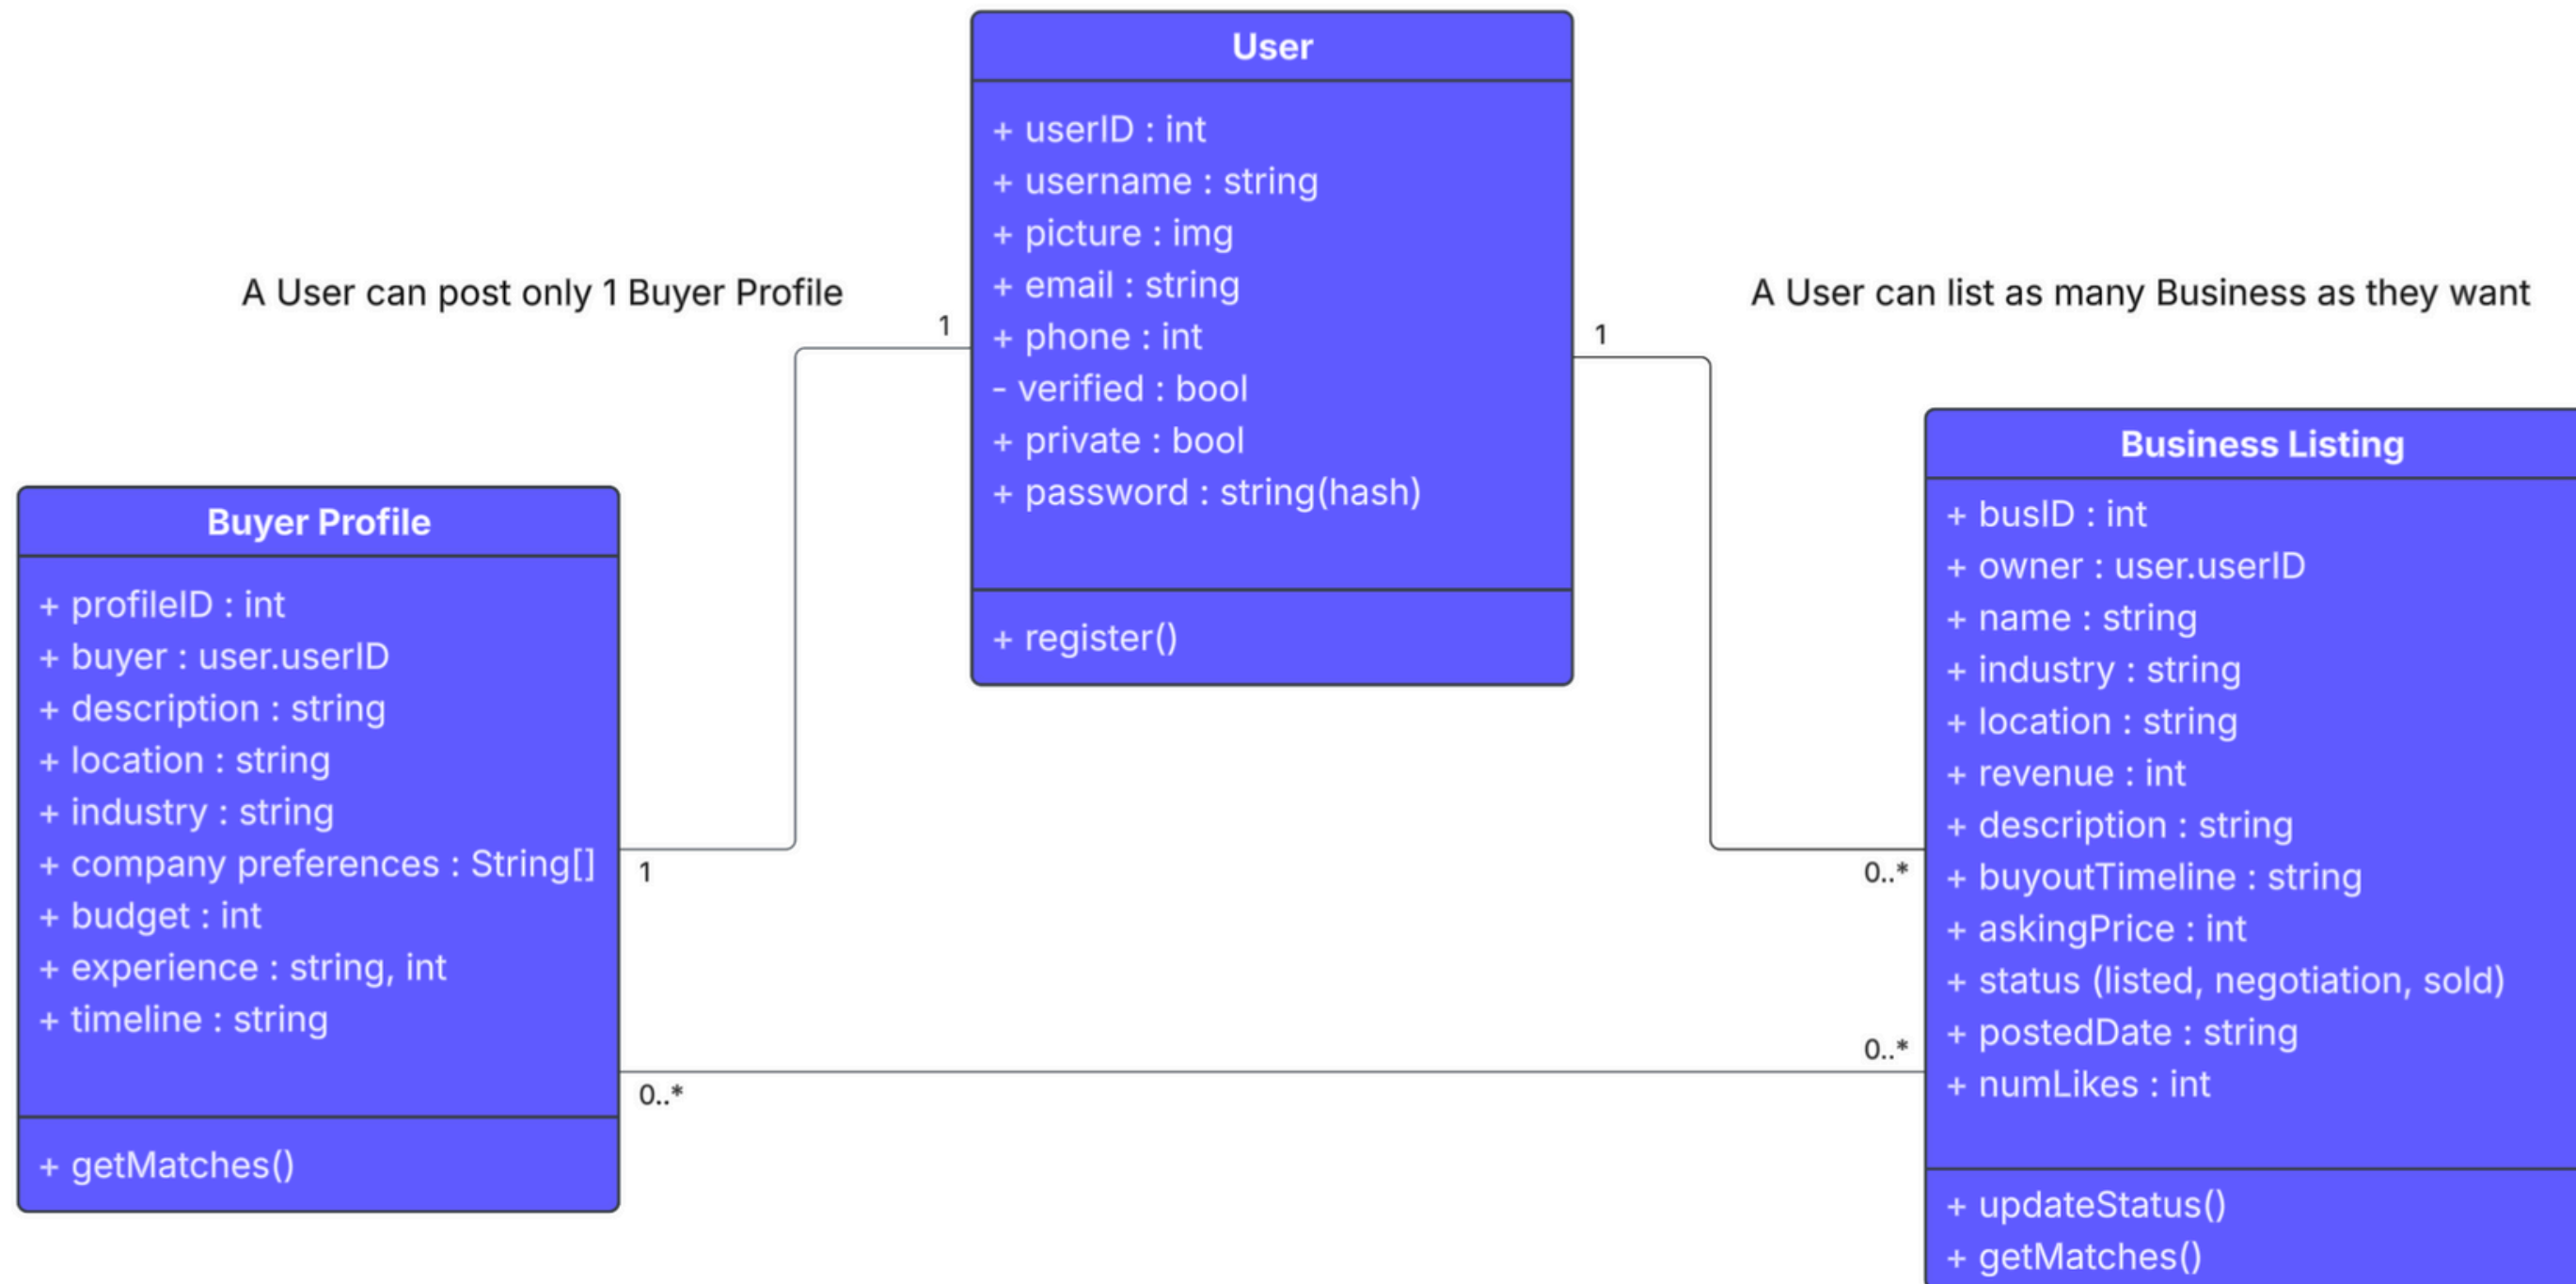 User
+ userID : int
+ username : string
+ picture : img
+ email : string
+ phone : int
- verified : bool
+ private : bool
+ password : string(hash)
+ register()
A User can post only 1 Buyer Profile
1
1
A User can list as many Business as they want
1
0..*
Buyer Profile
+ profileID : int
+ buyer : user.userID
+ description : string
+ location : string
+ industry : string
+ company preferences : String[]
+ budget : int
+ experience : string, int
+ timeline : string
+ getMatches()
0..*
0..*
Business Listing
+ busID : int
+ owner : user.userID
+ name : string
+ industry : string
+ location : string
+ revenue : int
+ description : string
+ buyoutTimeline : string
+ askingPrice : int
+ status (listed, negotiation, sold)
+ postedDate : string
+ numLikes : int
+ updateStatus()
+ getMatches()